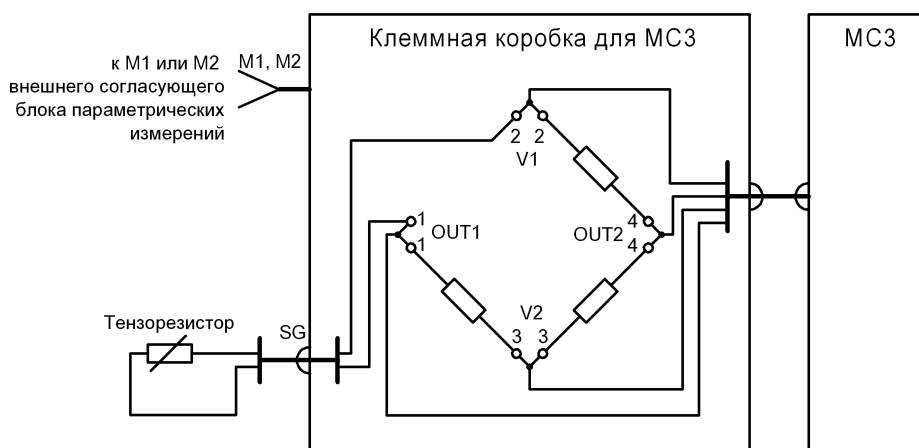 Клеммная коробка для МС3
МС3
к М1 или М2
внешнего согласующего
блока параметрических
измерений
М1, М2
2 2
V1
1
1
OUT1
OUT2
4
4
V2
3 3
Тензорезистор
SG